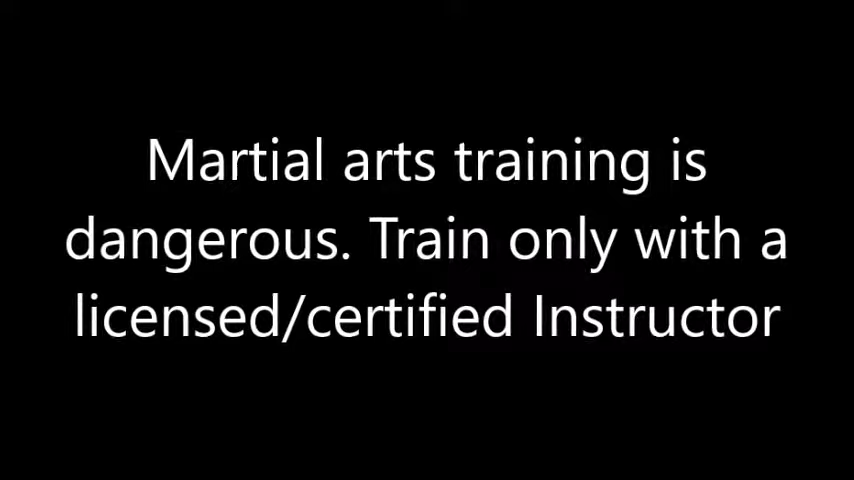 Martial arts training is
dangerous. Train only with a
licensed/certified Instructor